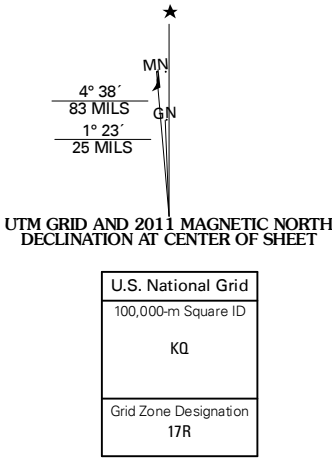 MN
4° 38´
83 MILS
GN
1° 23´
25 MILS
UTM GRID AND 2011 MAGNETIC NORTH
DECLINATION AT CENTER OF SHEET
U.S. National Grid
100,000-m Square ID
KQ
Grid Zone Designation
17R